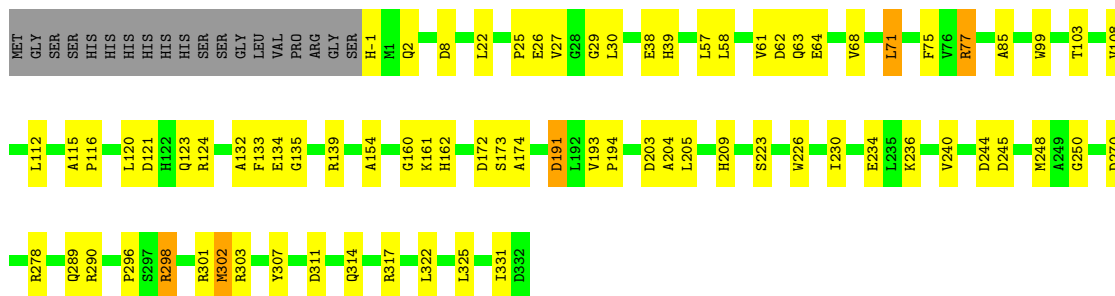 MET GLY SER SER HIS HIS HIS HIS HIS HIS SER SER GLY LEU VAL PRO ARG GLY SER H-1 M1 Q2 D8 L22 P25 E26 V27 G28 G29 L30 E38 H39 L57 L58 V61 D62 Q63 E64 V68 L71 F75 V76 R77 A85 W99 T103
L112 A115 P116 L120 D121 H122 Q123 R124 A132 F133 E134 G135 R139 A154 G160 K161 H162 D172 S173 A174 D191 L192 V193 P194 D203 A204 L205 H209 S223 W226 I230 E234 L235 K236 V240 D244 D245 M248 A249 G250
R278 Q289 R290 P296 S297 R298 R301 M302 R303 Y307 D311 Q314 R317 L322 L325 I331 D332